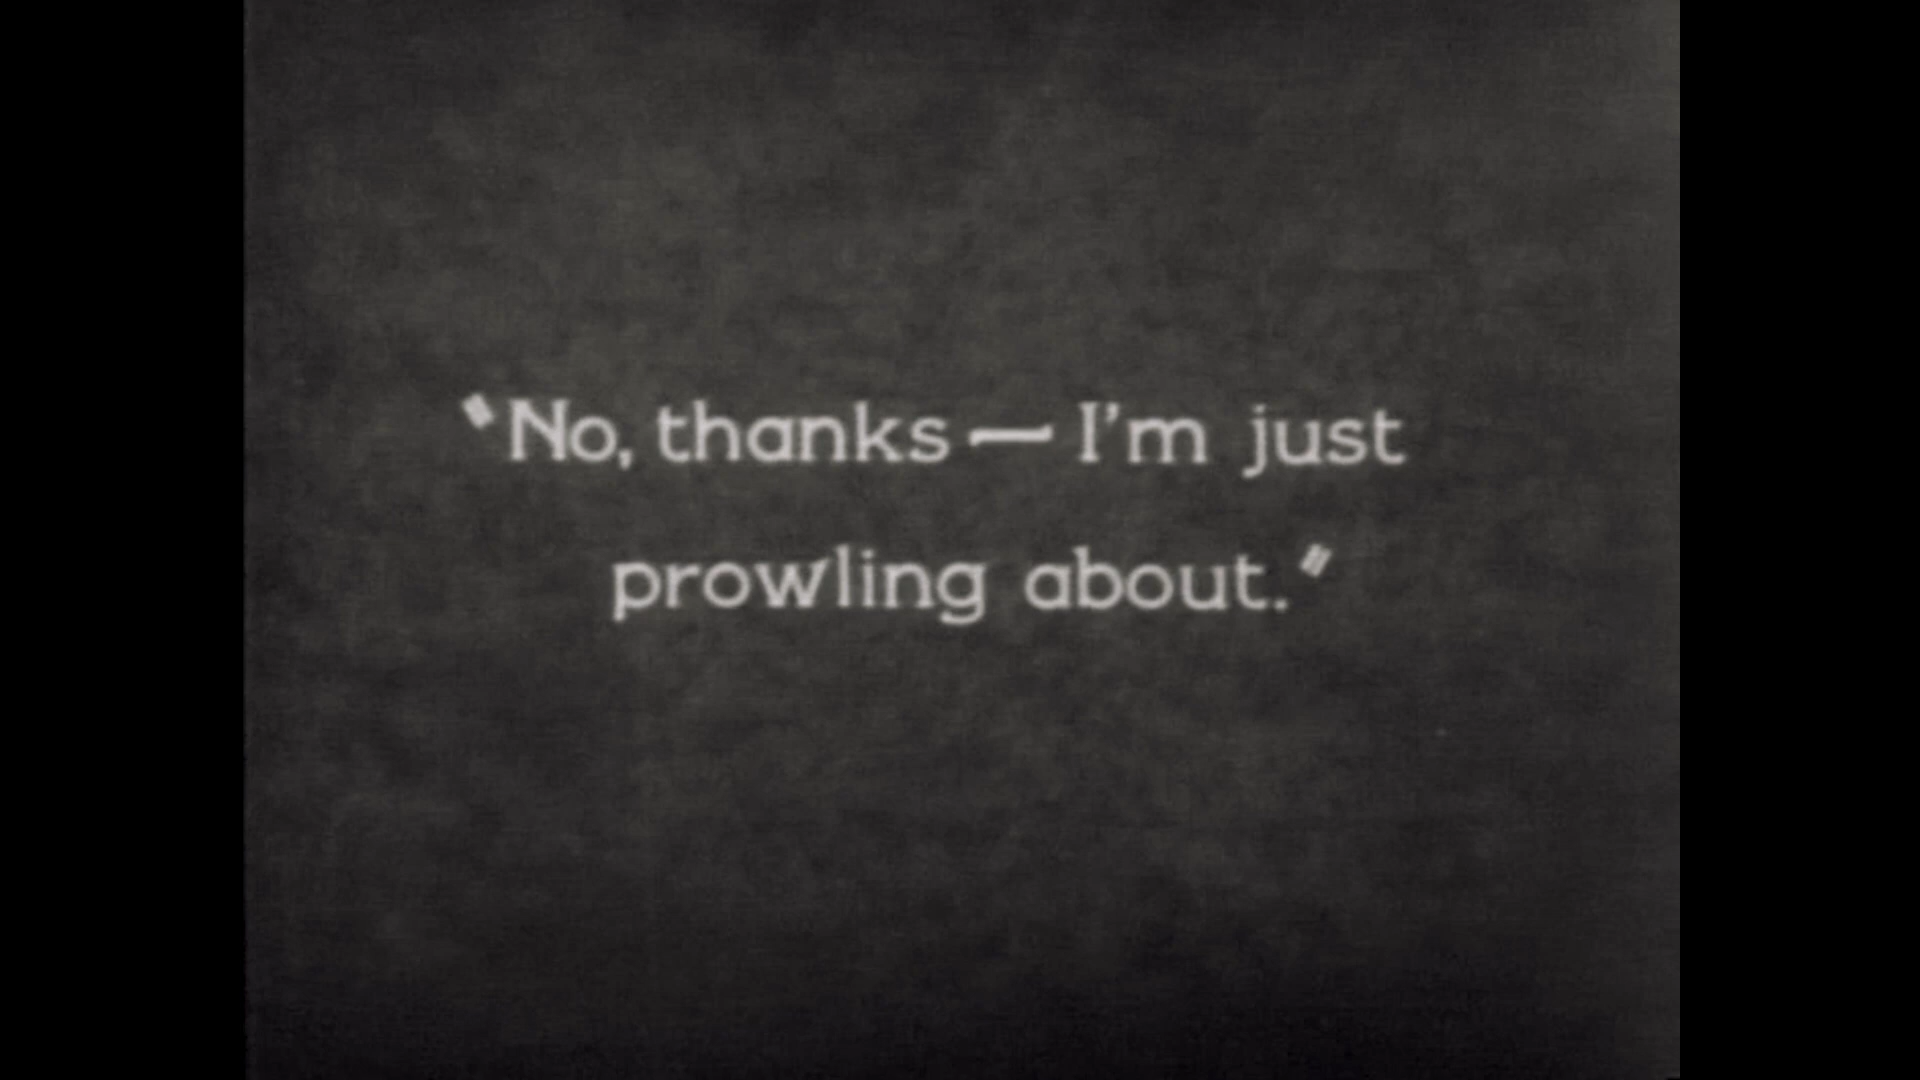 "No, thanks — I'm just
prowling about."